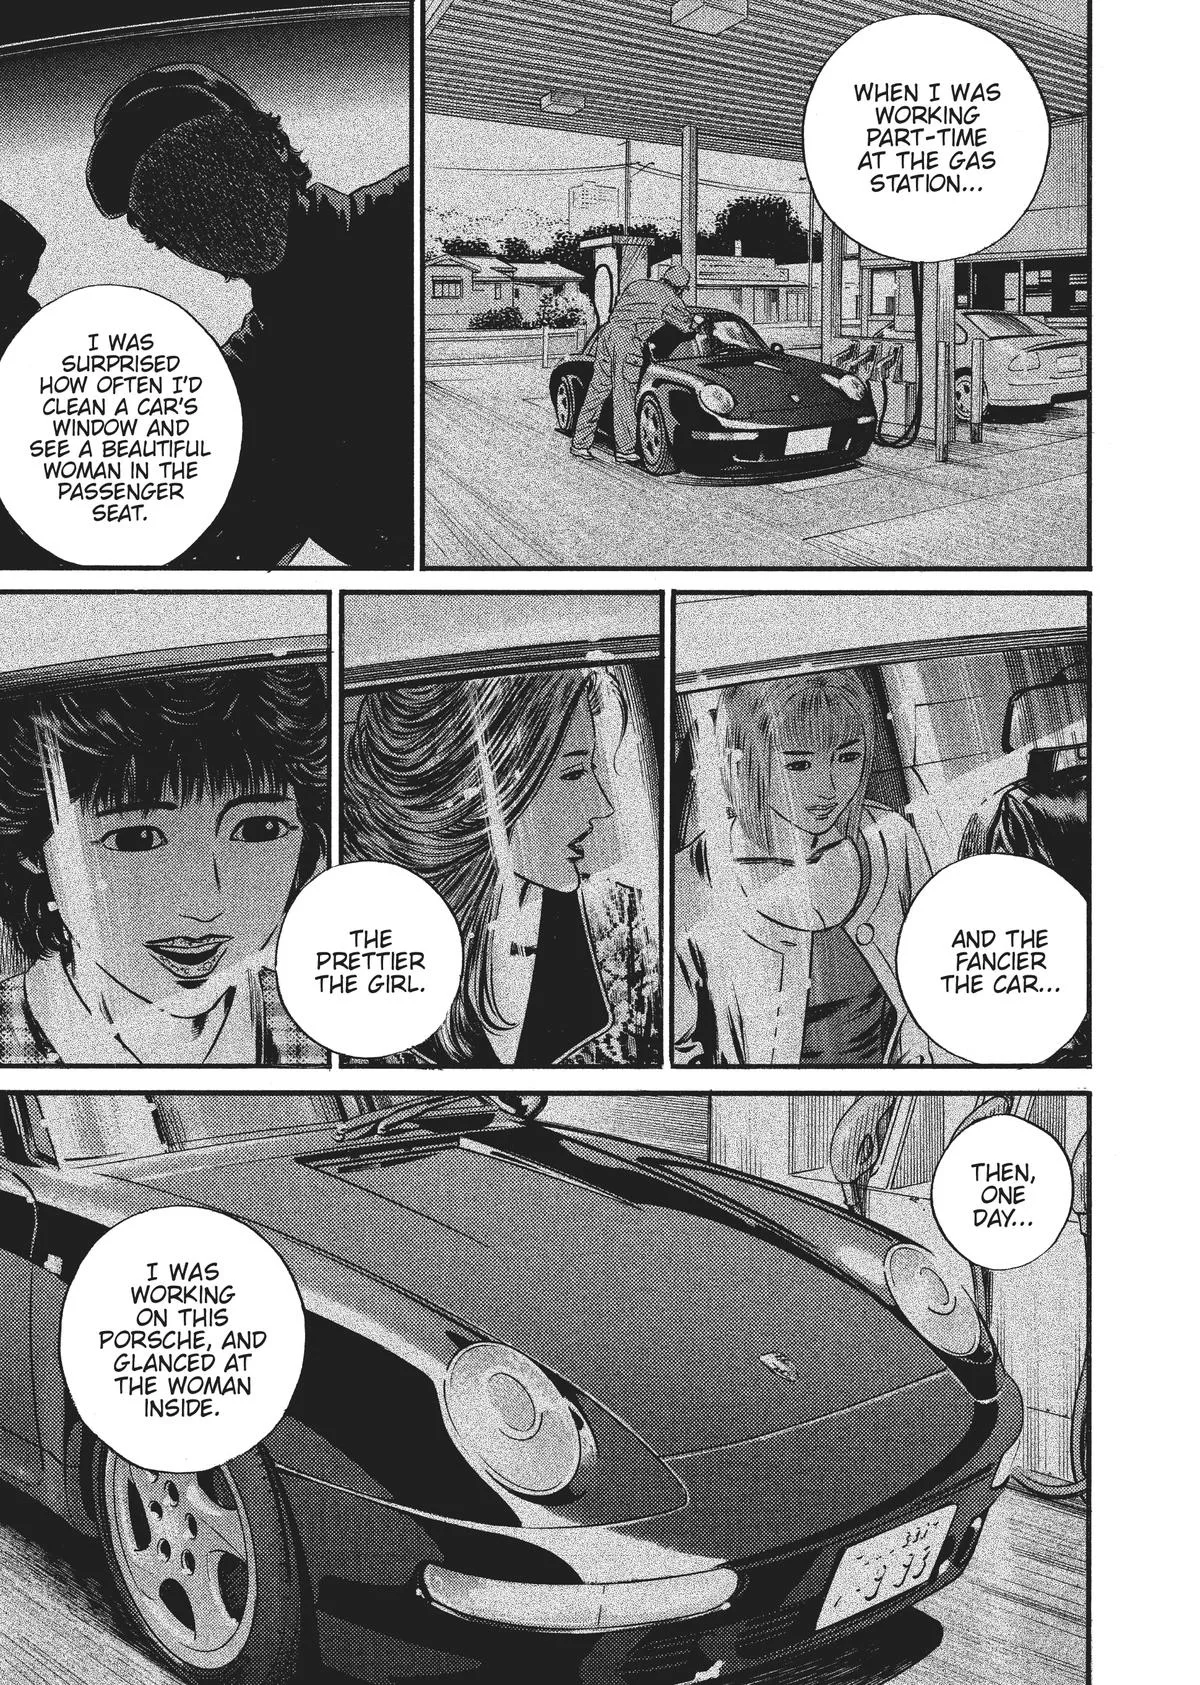 WHEN I WAS
WORKING
PART-TIME
AT THE GAS
STATION...
I WAS
SURPRISED
HOW OFTEN I'D
CLEAN A CAR'S
WINDOW AND
SEE A BEAUTIFUL
WOMAN IN THE
PASSENGER
SEAT.
AND THE
FANCIER
THE CAR...
THE
PRETTIER
THE GIRL.
THEN,
ONE
DAY...
I WAS
WORKING
ON THIS
PORSCHE, AND
GLANCED AT
THE WOMAN
INSIDE.